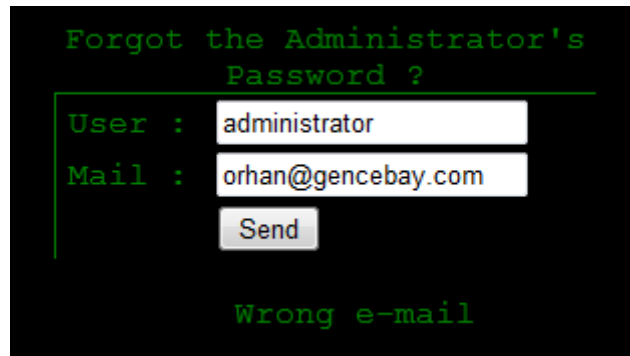 Forgot the Administrator's
Password ?
User : administrator
Mail : orhan@gencebay.com
Send
Wrong e-mail